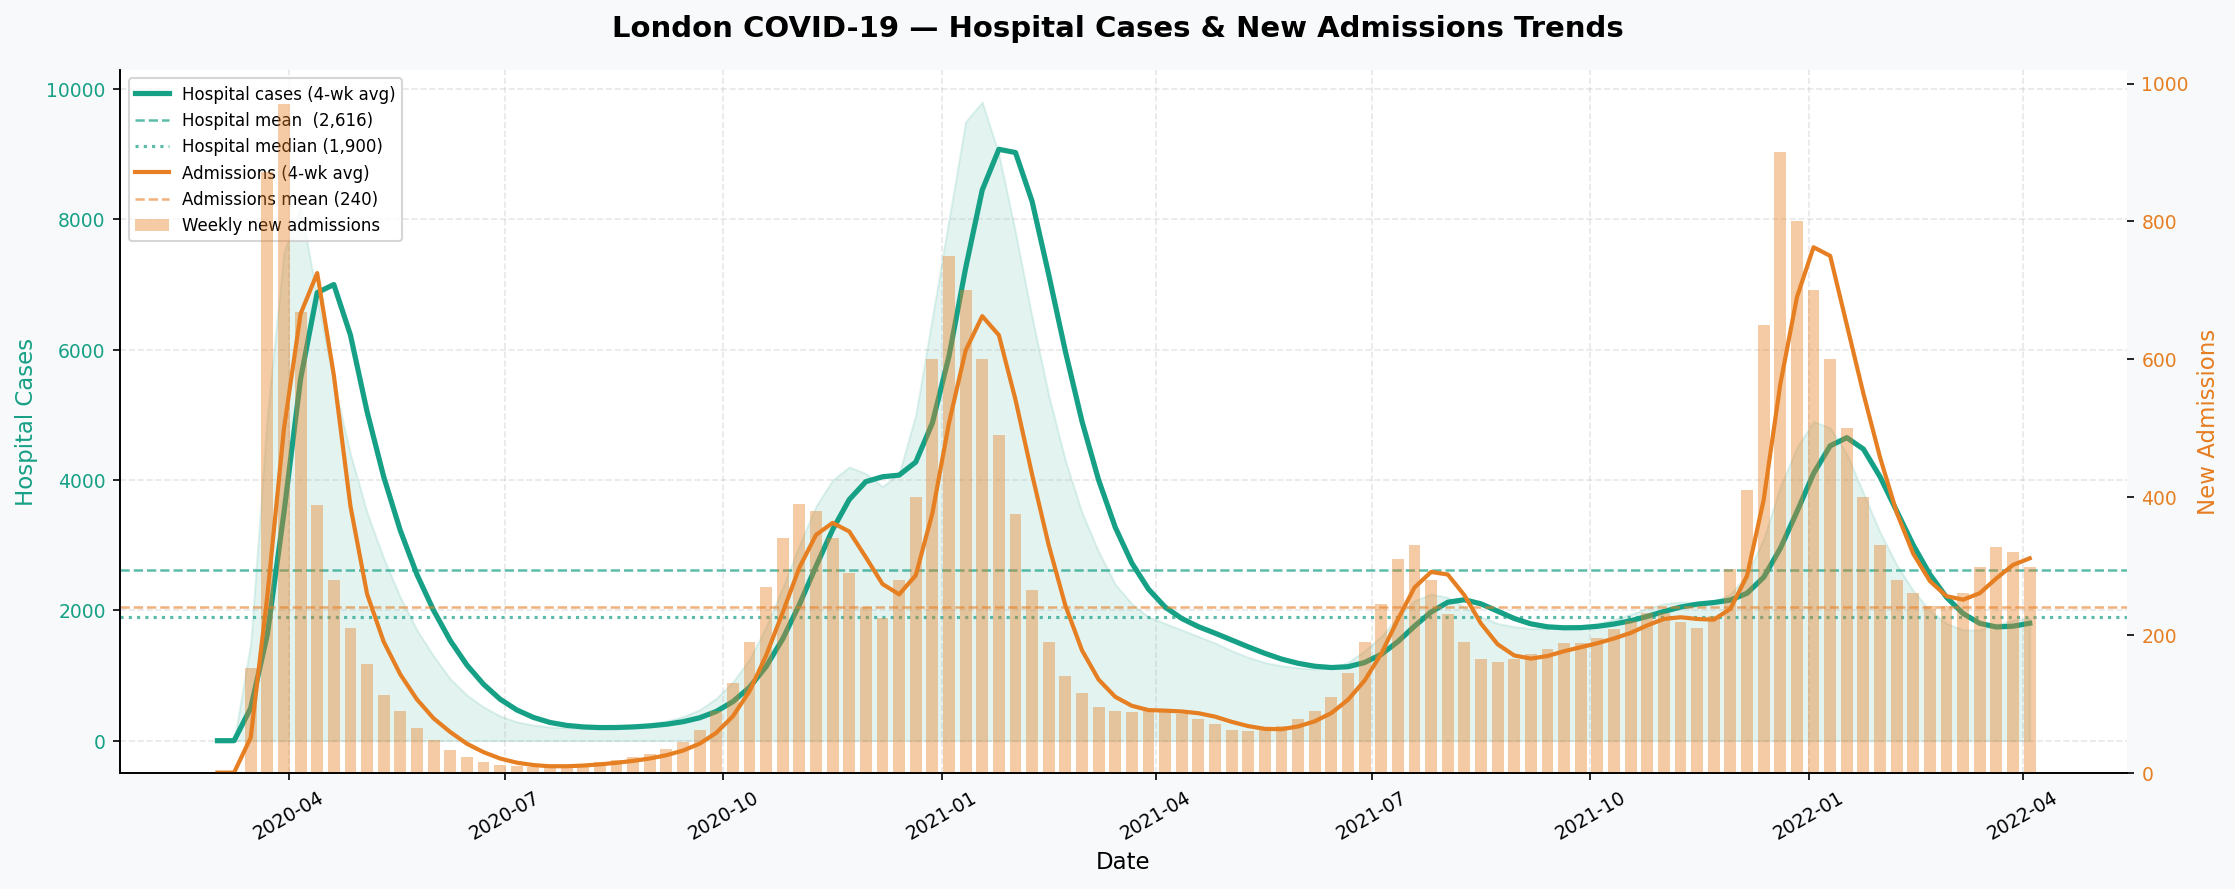 London COVID-19 — Hospital Cases & New Admissions Trends
Hospital cases (4-wk avg)
Hospital mean  (2,616)
Hospital median (1,900)
Admissions (4-wk avg)
Admissions mean (240)
Weekly new admissions
Hospital Cases
10000
8000
6000
4000
2000
0
New Admissions
1000
800
600
400
200
0
2020-04
2020-07
2020-10
2021-01
2021-04
2021-07
2021-10
2022-01
2022-04
Date